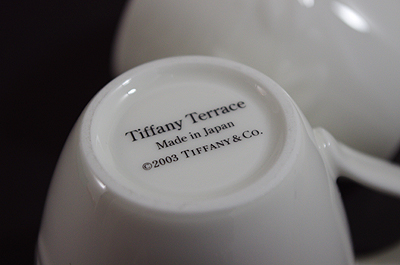 Tiffany Terrace
Made in Japan
©2003 TIFFANY & CO.